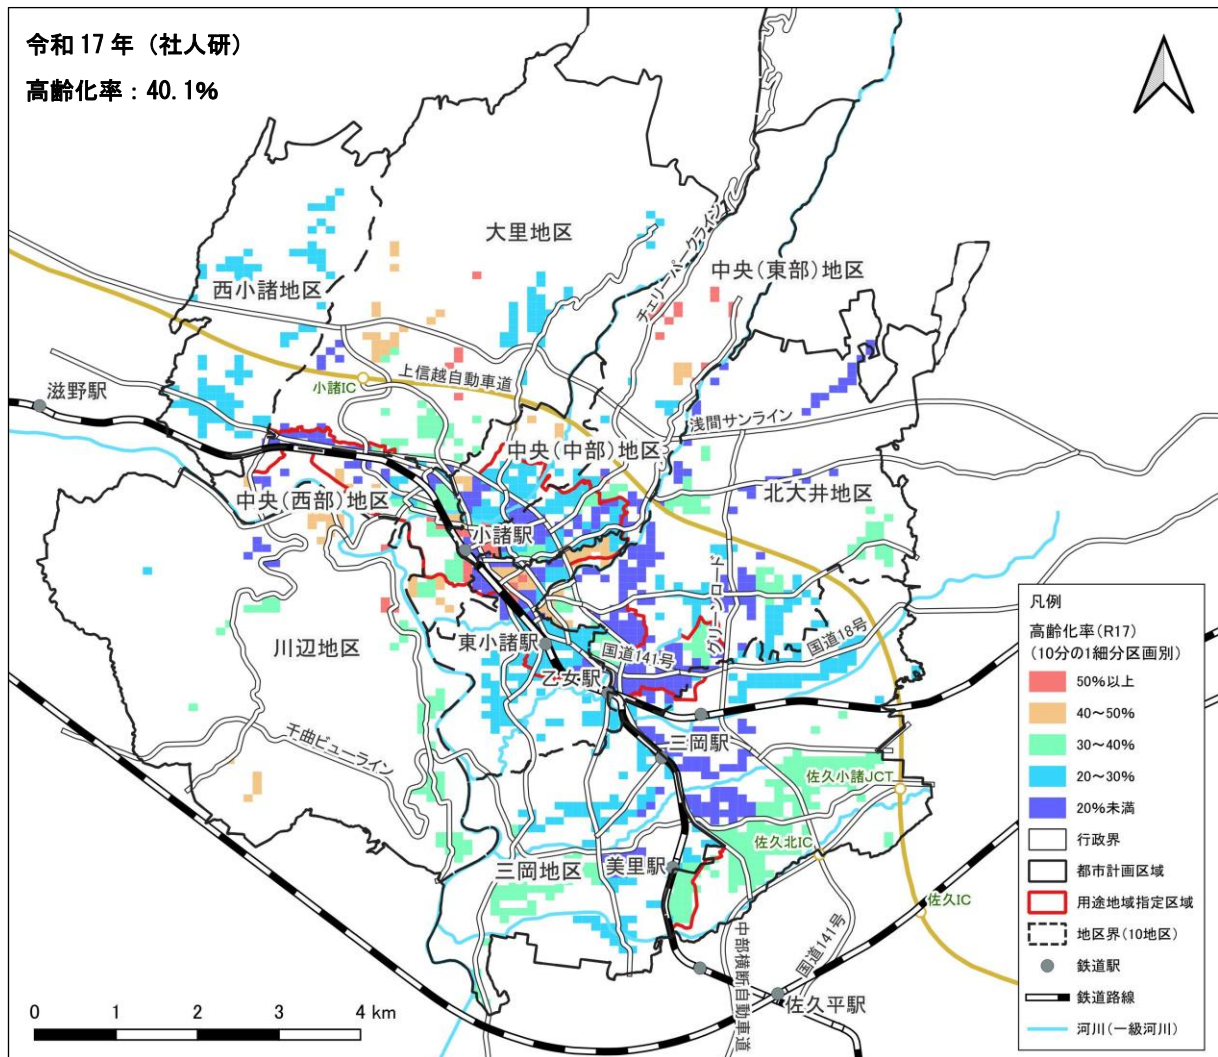 令和17年（社人研）
高齢化率：40.1%
大里地区
チェリーパークライン
中央(東部)地区
西小諸地区
上信越自動車道
小諸IC
滋野駅
浅間サンライン
中央(中部)地区
中央(西部)地区
北大井地区
小諸駅
グリーンロード
国道18号
川辺地区
東小諸駅
国道141号
乙女駅
三岡駅
千曲ビューライン
佐久小諸JCT
佐久北IC
三岡地区
美里駅
佐久IC
中部横断自動車道
国道141号
佐久平駅
凡例
高齢化率(R17)
(10分の1細分区画別)
50%以上
40～50%
30～40%
20～30%
20%未満
行政界
都市計画区域
用途地域指定区域
地区界(10地区)
鉄道駅
鉄道路線
河川(一級河川)
0 1 2 3 4 km